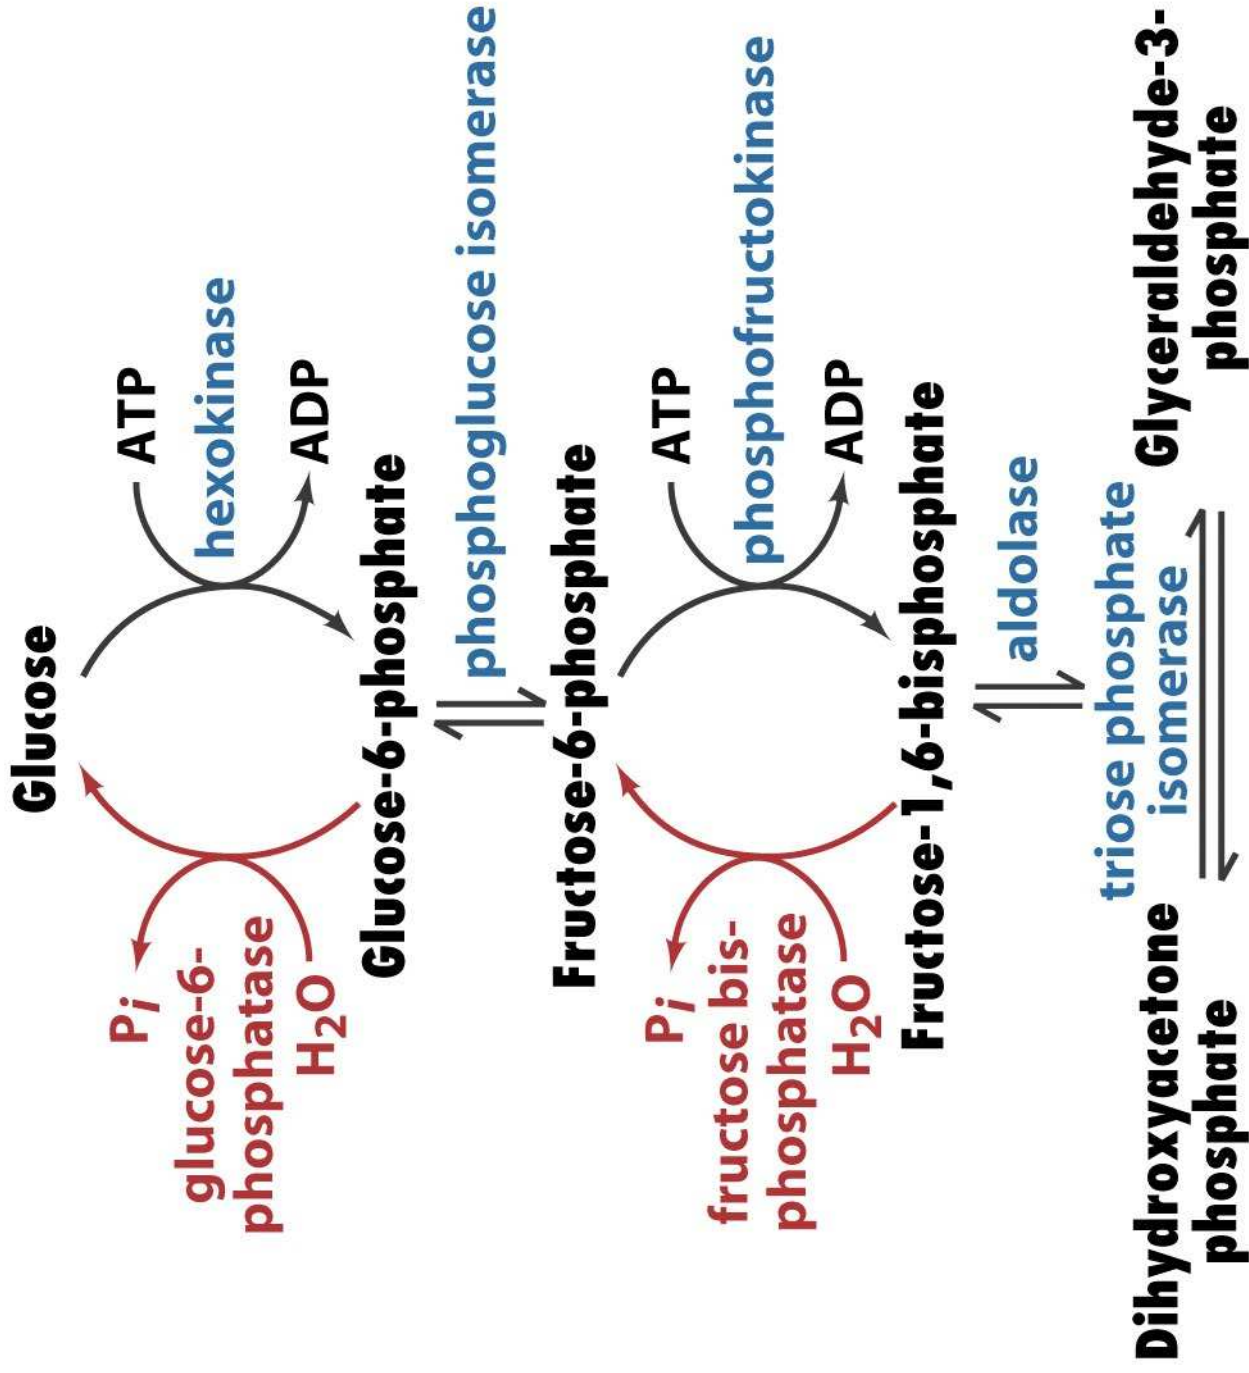 Glucose
Pi
ATP
glucose-6-
phosphatase
hexokinase
H2O
ADP
Glucose-6-phosphate
phosphoglucose isomerase
Fructose-6-phosphate
Pi
ATP
fructose bis-
phosphatase
phosphofructokinase
H2O
ADP
Fructose-1,6-bisphosphate
aldolase
triose phosphate
isomerase
Dihydroxyacetone
phosphate
Glyceraldehyde-3-
phosphate